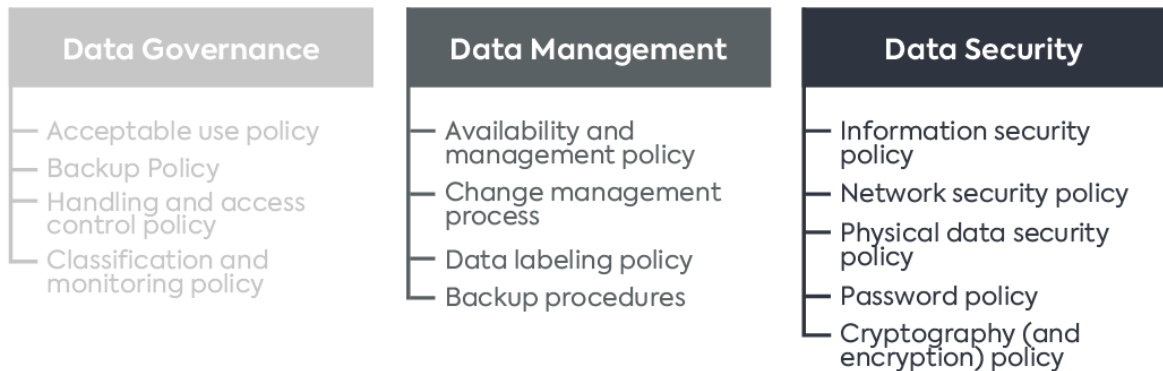 Data Governance
Acceptable use policy
Backup Policy
Handling and access
control policy
Classification and
monitoring policy
Data Management
Availability and
management policy
Change management
process
Data labeling policy
Backup procedures
Data Security
Information security
policy
Network security policy
Physical data security
policy
Password policy
Cryptography (and
encryption) policy